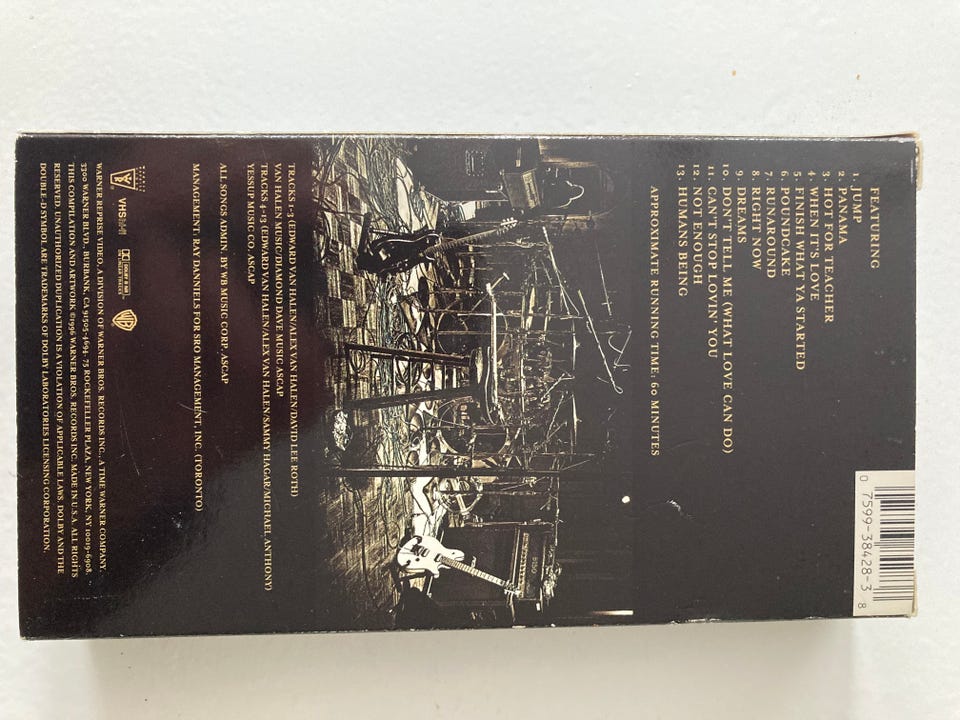 FEATURING
1. JUMP
2. PANAMA
3. HOT FOR TEACHER
4. WHEN IT'S LOVE
5. FINISH WHAT YA STARTED
6. POUNDCAKE
7. RUNAROUND
8. RIGHT NOW
9. DREAMS
10. DON'T TELL ME (WHAT LOVE CAN DO)
11. CAN'T STOP LOVIN' YOU
12. NOT ENOUGH
13. HUMANS BEING
APPROXIMATE RUNNING TIME: 60 MINUTES
0 7599-38428-3 8
TRACKS 1-3 (EDWARD VAN HALEN/ALEX VAN HALEN/DAVID LEE ROTH)
VAN HALEN MUSIC/DIAMOND DAVE MUSIC ASCAP
TRACKS 4-13 (EDWARD VAN HALEN/ALEX VAN HALEN/SAMMY HAGAR/MICHAEL ANTHONY)
YESSUP MUSIC CO. ASCAP
ALL SONGS ADMIN. BY WB MUSIC CORP., ASCAP
MANAGEMENT: RAY DANIELS FOR SRO MANAGEMENT, INC. (TORONTO)
VHS
WARNER REPRISE VIDEO, A DIVISION OF WARNER BROS. RECORDS INC., A TIME WARNER COMPANY,
3300 WARNER BLVD., BURBANK, CA 91505-4694. 75 ROCKEFELLER PLAZA, NEW YORK, NY 10019-6908.
THIS COMPILATION AND ARTWORK ©1996 WARNER BROS. RECORDS INC. MADE IN U.S.A. ALL RIGHTS
RESERVED. UNAUTHORIZED DUPLICATION IS A VIOLATION OF APPLICABLE LAWS. DOLBY AND THE
DOUBLE-D SYMBOL ARE TRADEMARKS OF DOLBY LABORATORIES LICENSING CORPORATION.